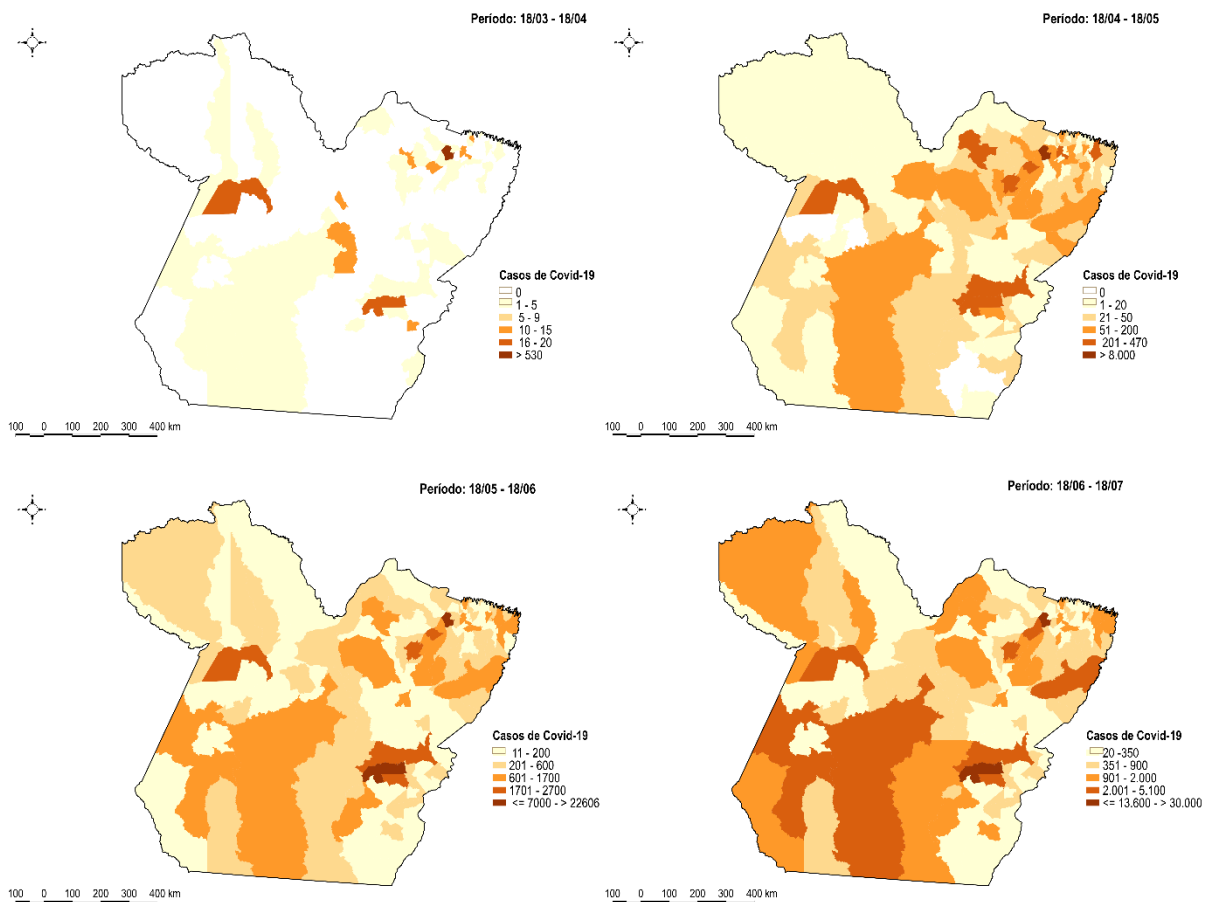 Período: 18/03 - 18/04
Casos de Covid-19
0
1 - 5
5 - 9
10 - 15
16 - 20
> 530
100 0 100 200 300 400 km
Período: 18/04 - 18/05
Casos de Covid-19
0
1 - 20
21 - 50
51 - 200
201 - 470
> 8.000
100 0 100 200 300 400 km
Período: 18/05 - 18/06
Casos de Covid-19
11 - 200
201 - 600
601 - 1700
1701 - 2700
<= 7000 - > 22606
100 0 100 200 300 400 km
Período: 18/06 - 18/07
Casos de Covid-19
20 -350
351 - 900
901 - 2.000
2.001 - 5.100
<= 13.600 - > 30.000
100 0 100 200 300 400 km